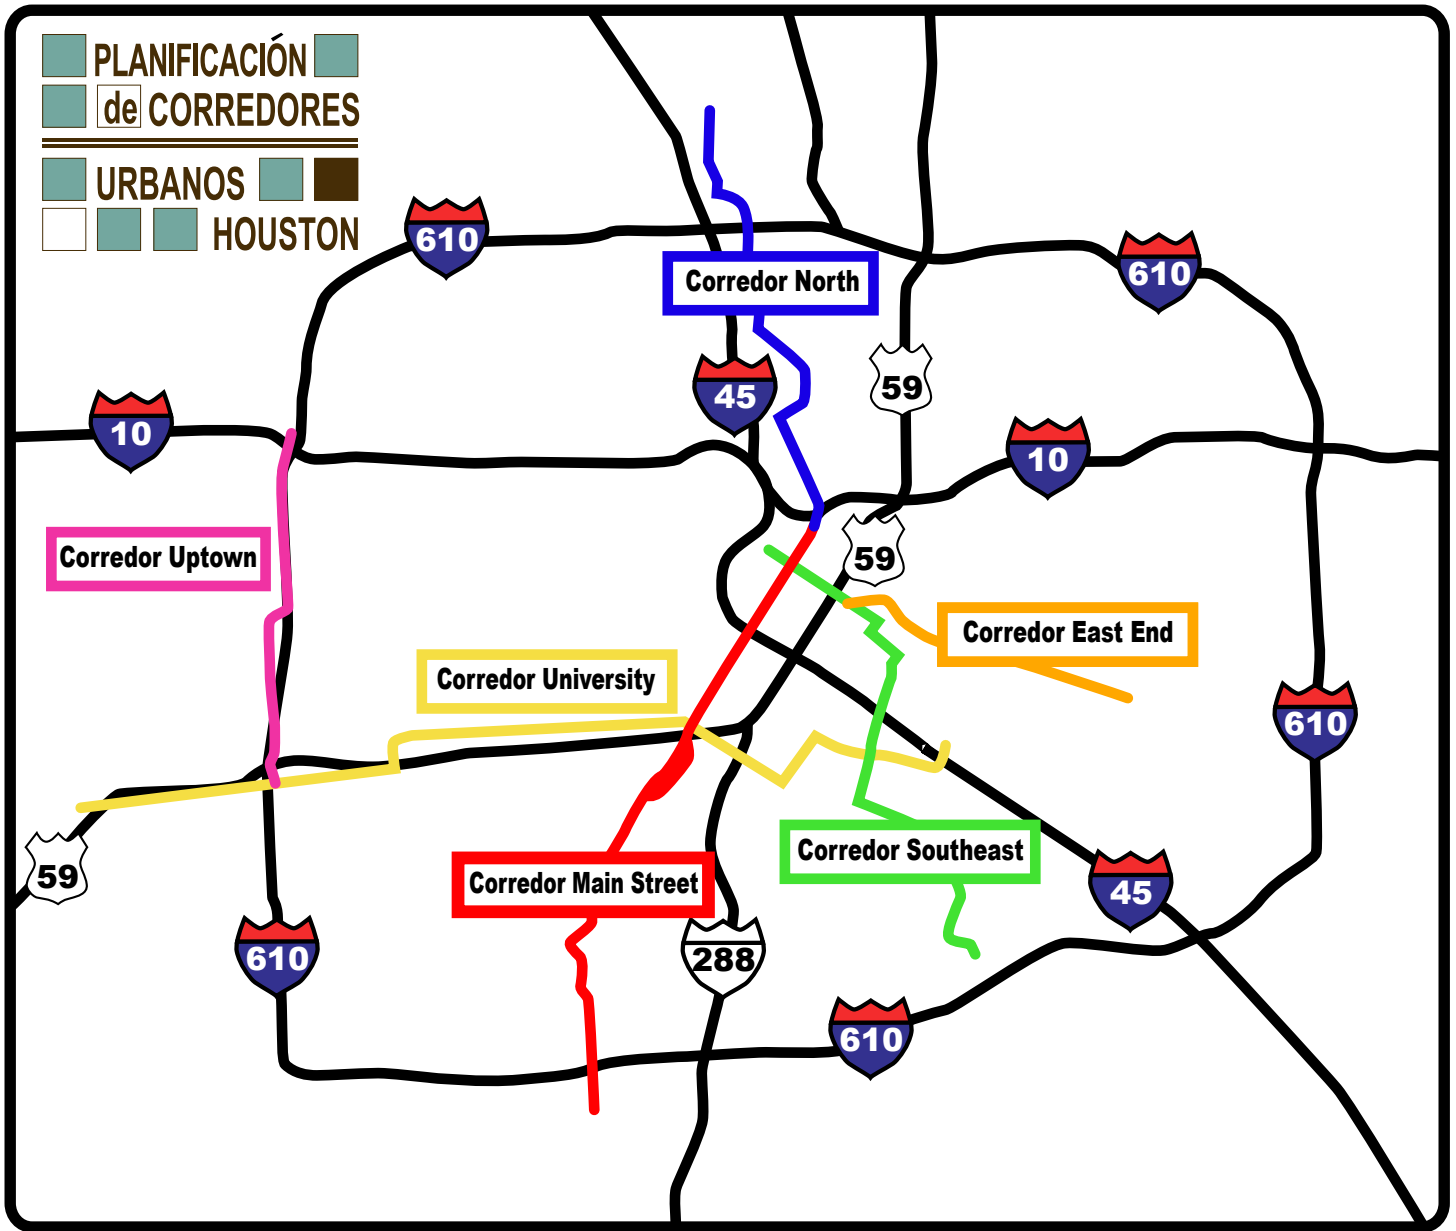 PLANIFICACIÓN
de CORREDORES
URBANOS
HOUSTON
610
610
Corredor North
59
45
10
10
59
Corredor Uptown
Corredor East End
Corredor University
610
Corredor Southeast
59
Corredor Main Street
45
610
288
610